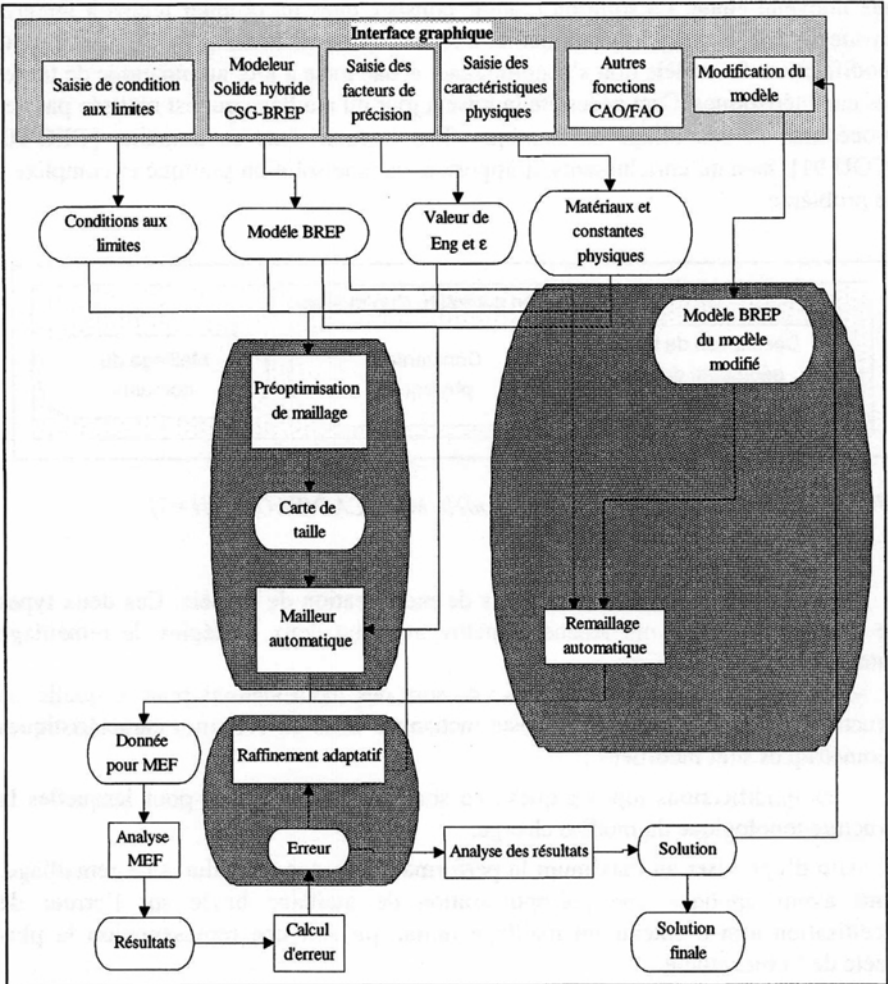 Interface graphique
Saisie de condition
aux limites
Modeleur
Solide hybride
CSG-BREP
Saisie des
facteurs de
précision
Saisie des
caractéristiques
physiques
Autres
fonctions
CAO/FAO
Modification du
modèle
Conditions aux
limites
Modéle BREP
Valeur de
Eng et ε
Matériaux et
constantes
physiques
Modèle BREP
du modèle
modifié
Préoptimisation
de maillage
Carte de
taille
Mailleur
automatique
Remaillage
automatique
Donnée
pour MEF
Raffinement adaptatif
Analyse
MEF
Erreur
Analyse des résultats
Solution
Résultats
Calcul
d'erreur
Solution
finale